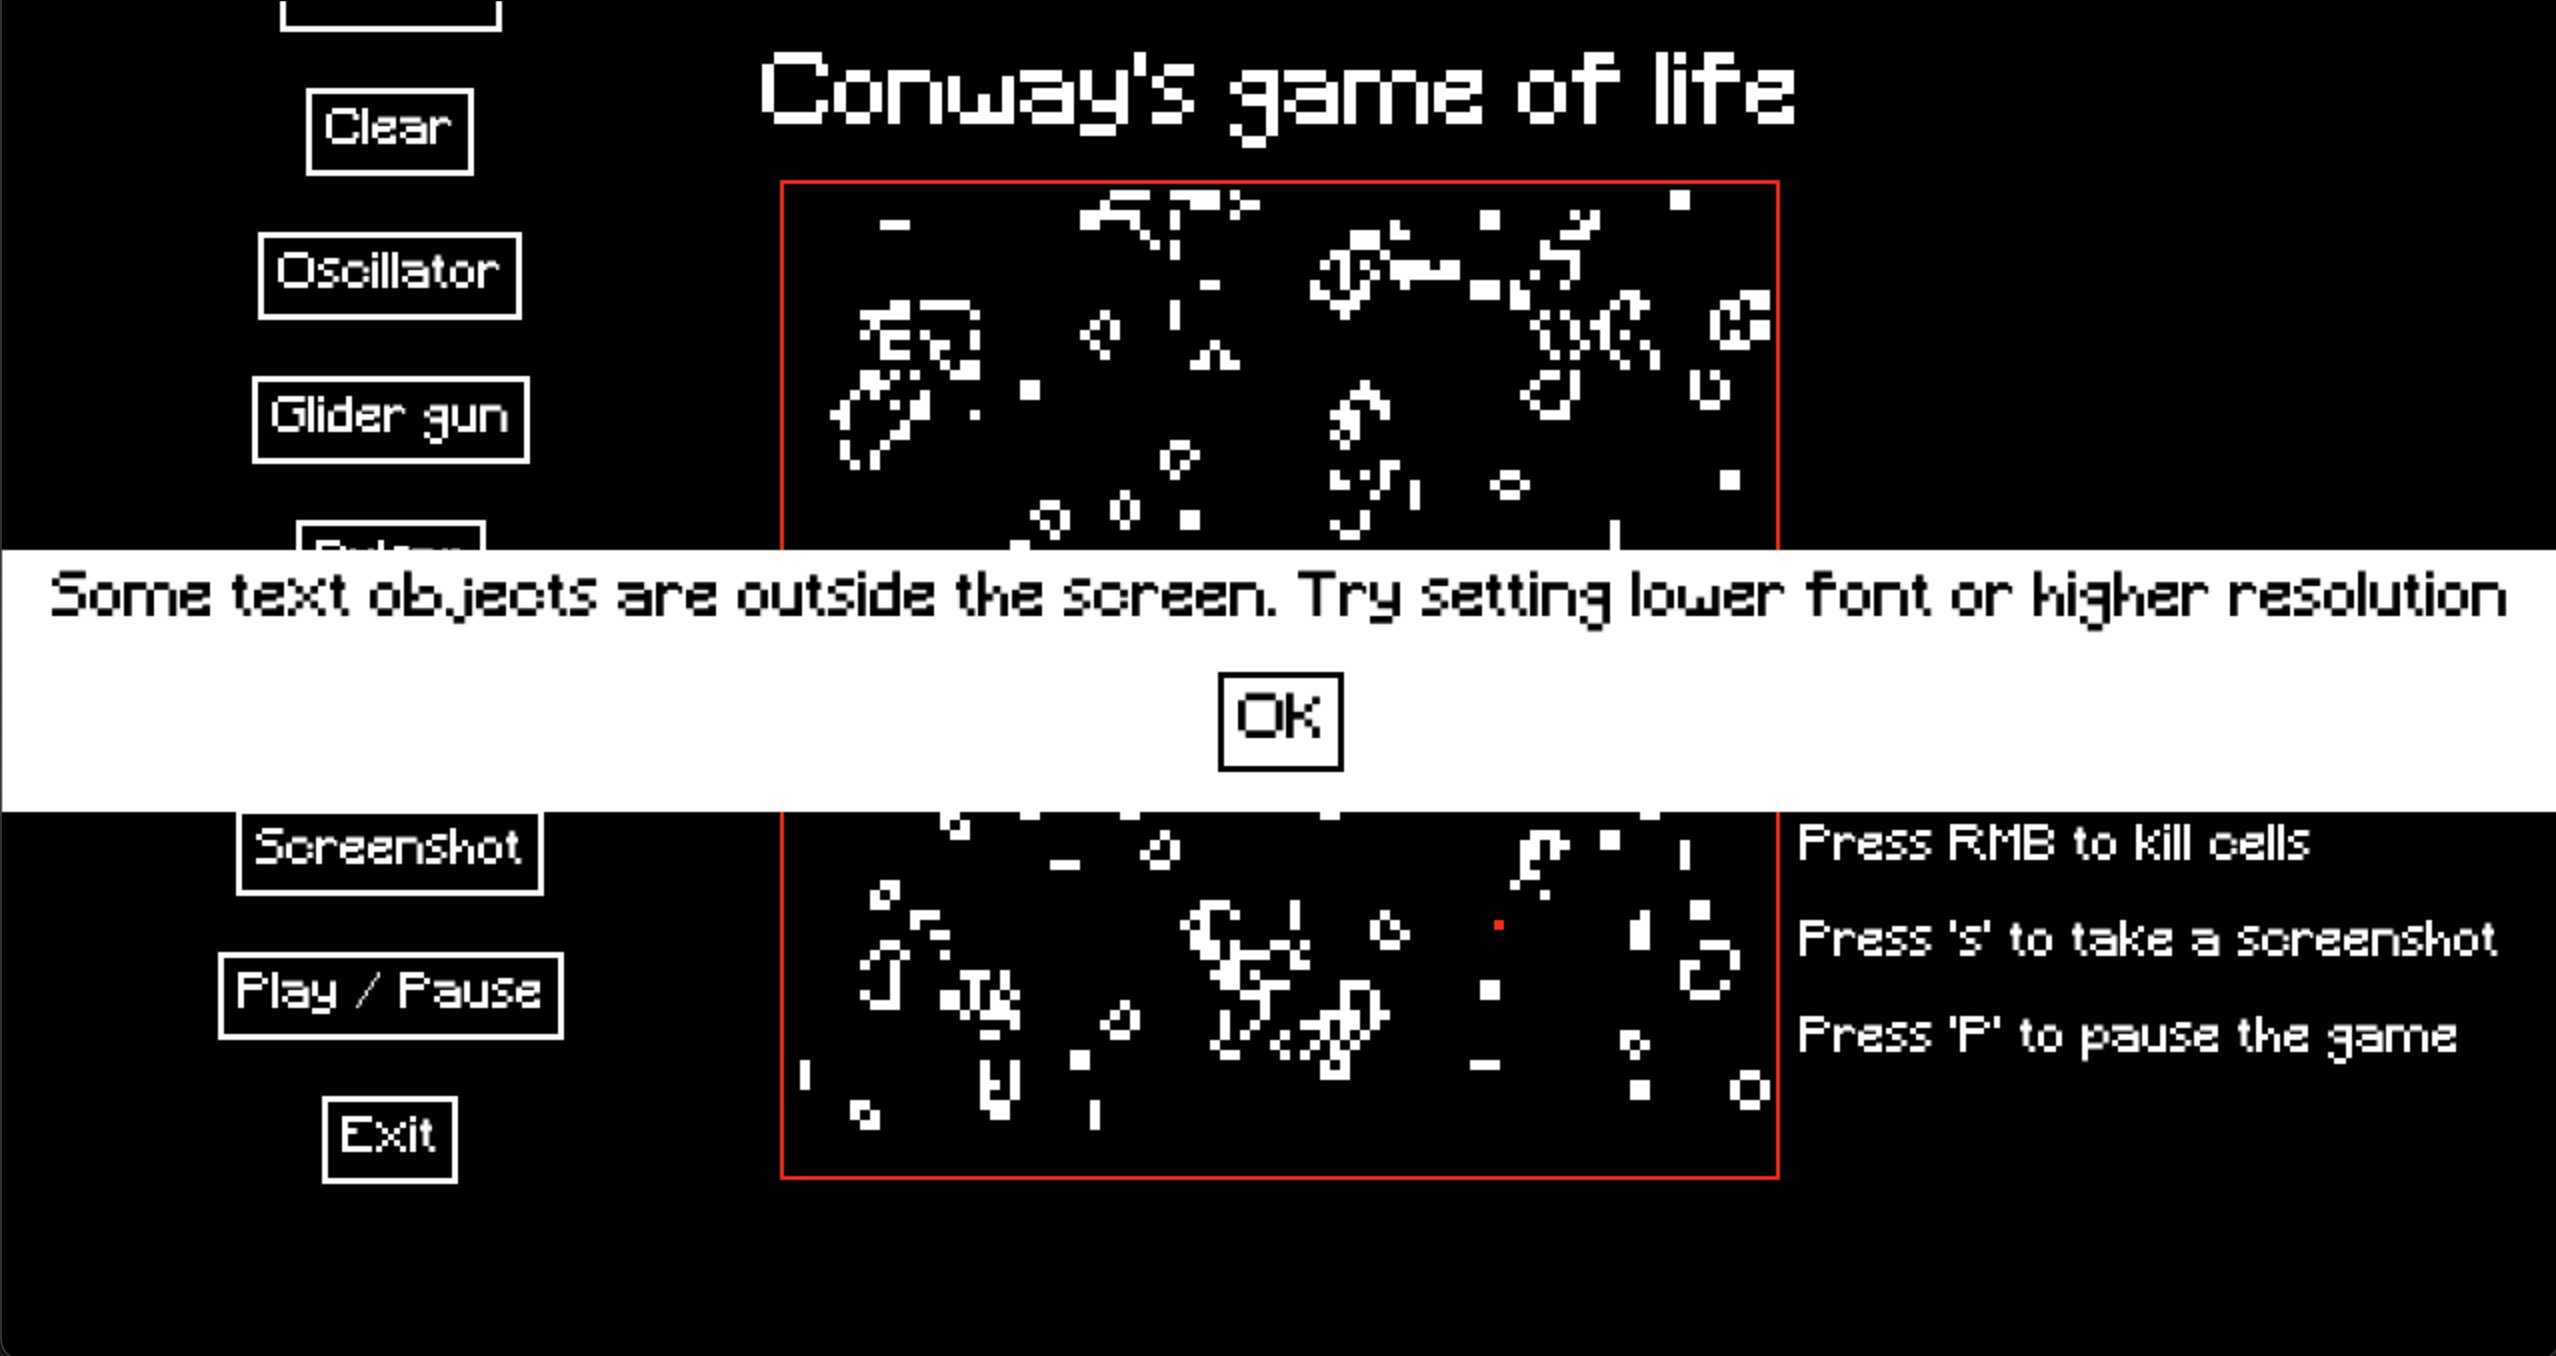 Conway's game of life
Clear
Oscillator
Glider gun
Some text objects are outside the screen. Try setting lower font or higher resolution
OK
Screenshot
Play / Pause
Exit
Press RMB to kill cells
Press 's' to take a screenshot
Press 'P' to pause the game